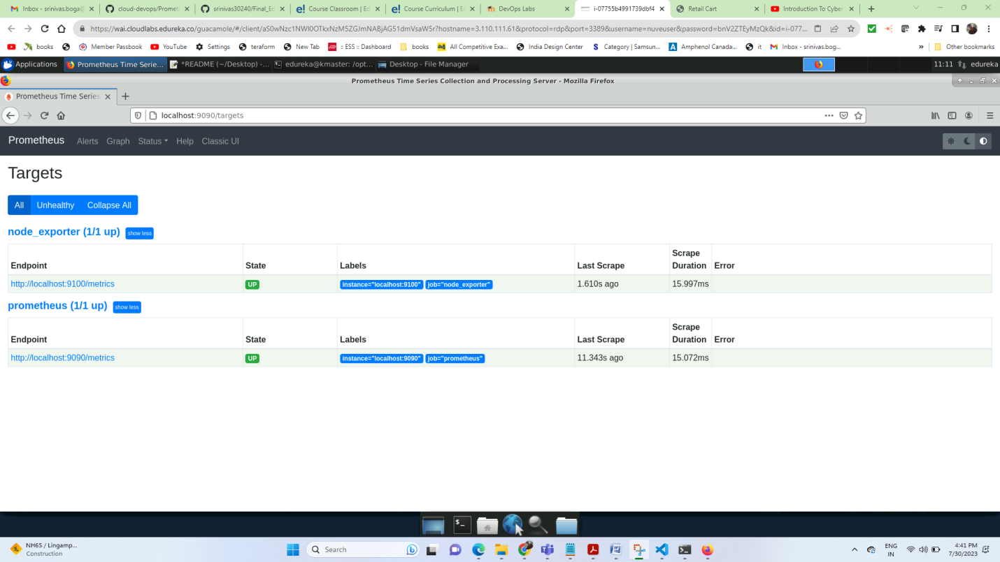 Inbox - srinivas.boga@ cloud-devops/Promet srinivas30240/Final_Ed Course Classroom | Ed Course Curriculum | Ec DevOps Labs i-07755b4991739dbf4 Retail Cart Introduction To Cyber
https://wai.cloudlabs.edureka.co/guacamole/#/client/aS0wNzc1NWI0OTkxNzM5ZGJmNABjAG51dmVsaW5r?hostname=3.110.111.61&protocol=rdp&port=3389&username=nuveuser&password=bnV2ZTEyMzQk&id=i-077...
books Member Passbook YouTube Settings teraform New Tab :: ESS :: Dashboard books All Competitive Exa... India Design Center Category | Samsun... Amphenol Canada... it Inbox - srinivas.bog... » Other bookmarks
Applications Prometheus Time Serie... *README (~/Desktop) -... edureka@kmaster: /opt... Desktop - File Manager 11:11 edureka
Prometheus Time Series Collection and Processing Server - Mozilla Firefox
Prometheus Time Series
localhost:9090/targets
Prometheus Alerts Graph Status Help Classic UI
Targets
All Unhealthy Collapse All
node_exporter (1/1 up) show less
Endpoint State Labels Last Scrape Scrape Duration Error
http://localhost:9100/metrics UP instance="localhost:9100" job="node_exporter" 1.610s ago 15.997ms
prometheus (1/1 up) show less
Endpoint State Labels Last Scrape Scrape Duration Error
http://localhost:9090/metrics UP instance="localhost:9090" job="prometheus" 11.343s ago 15.072ms
NH65 / Lingamp...
Construction
Search
ENG
IN
4:41 PM
7/30/2023